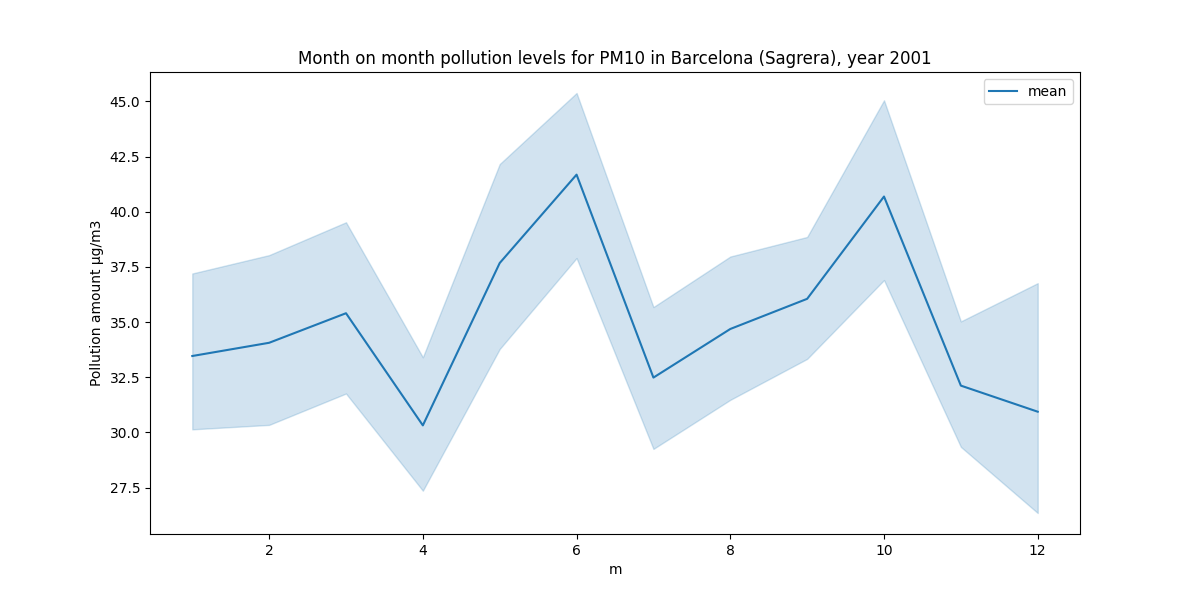 Month on month pollution levels for PM10 in Barcelona (Sagrera), year 2001
mean
Pollution amount µg/m3
45.0
42.5
40.0
37.5
35.0
32.5
30.0
27.5
2 4 6 8 10 12
m